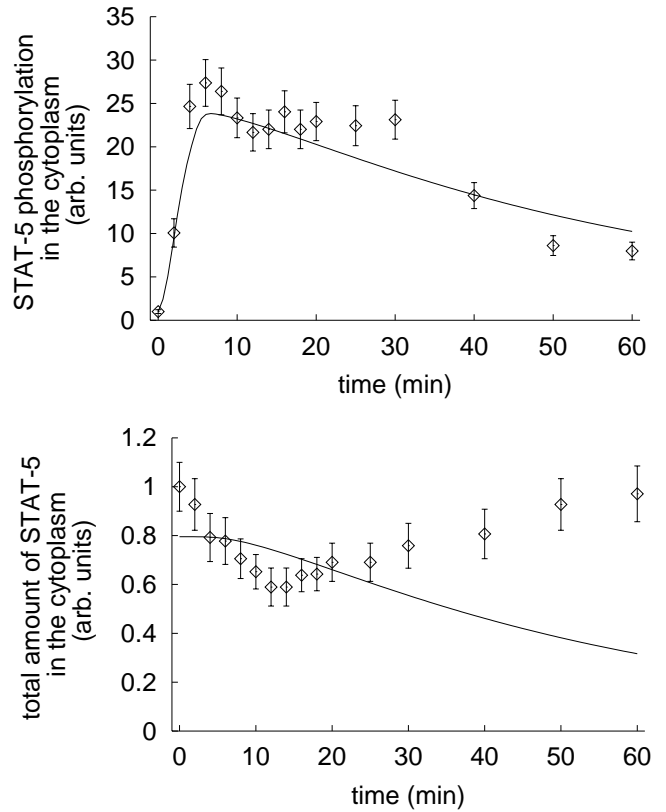 STAT-5 phosphorylation
in the cytoplasm
(arb. units)
35
30
25
20
15
10
5
0
0 10 20 30 40 50 60
time (min)
total amount of STAT-5
in the cytoplasm
(arb. units)
1.2
1
0.8
0.6
0.4
0.2
0
0 10 20 30 40 50 60
time (min)